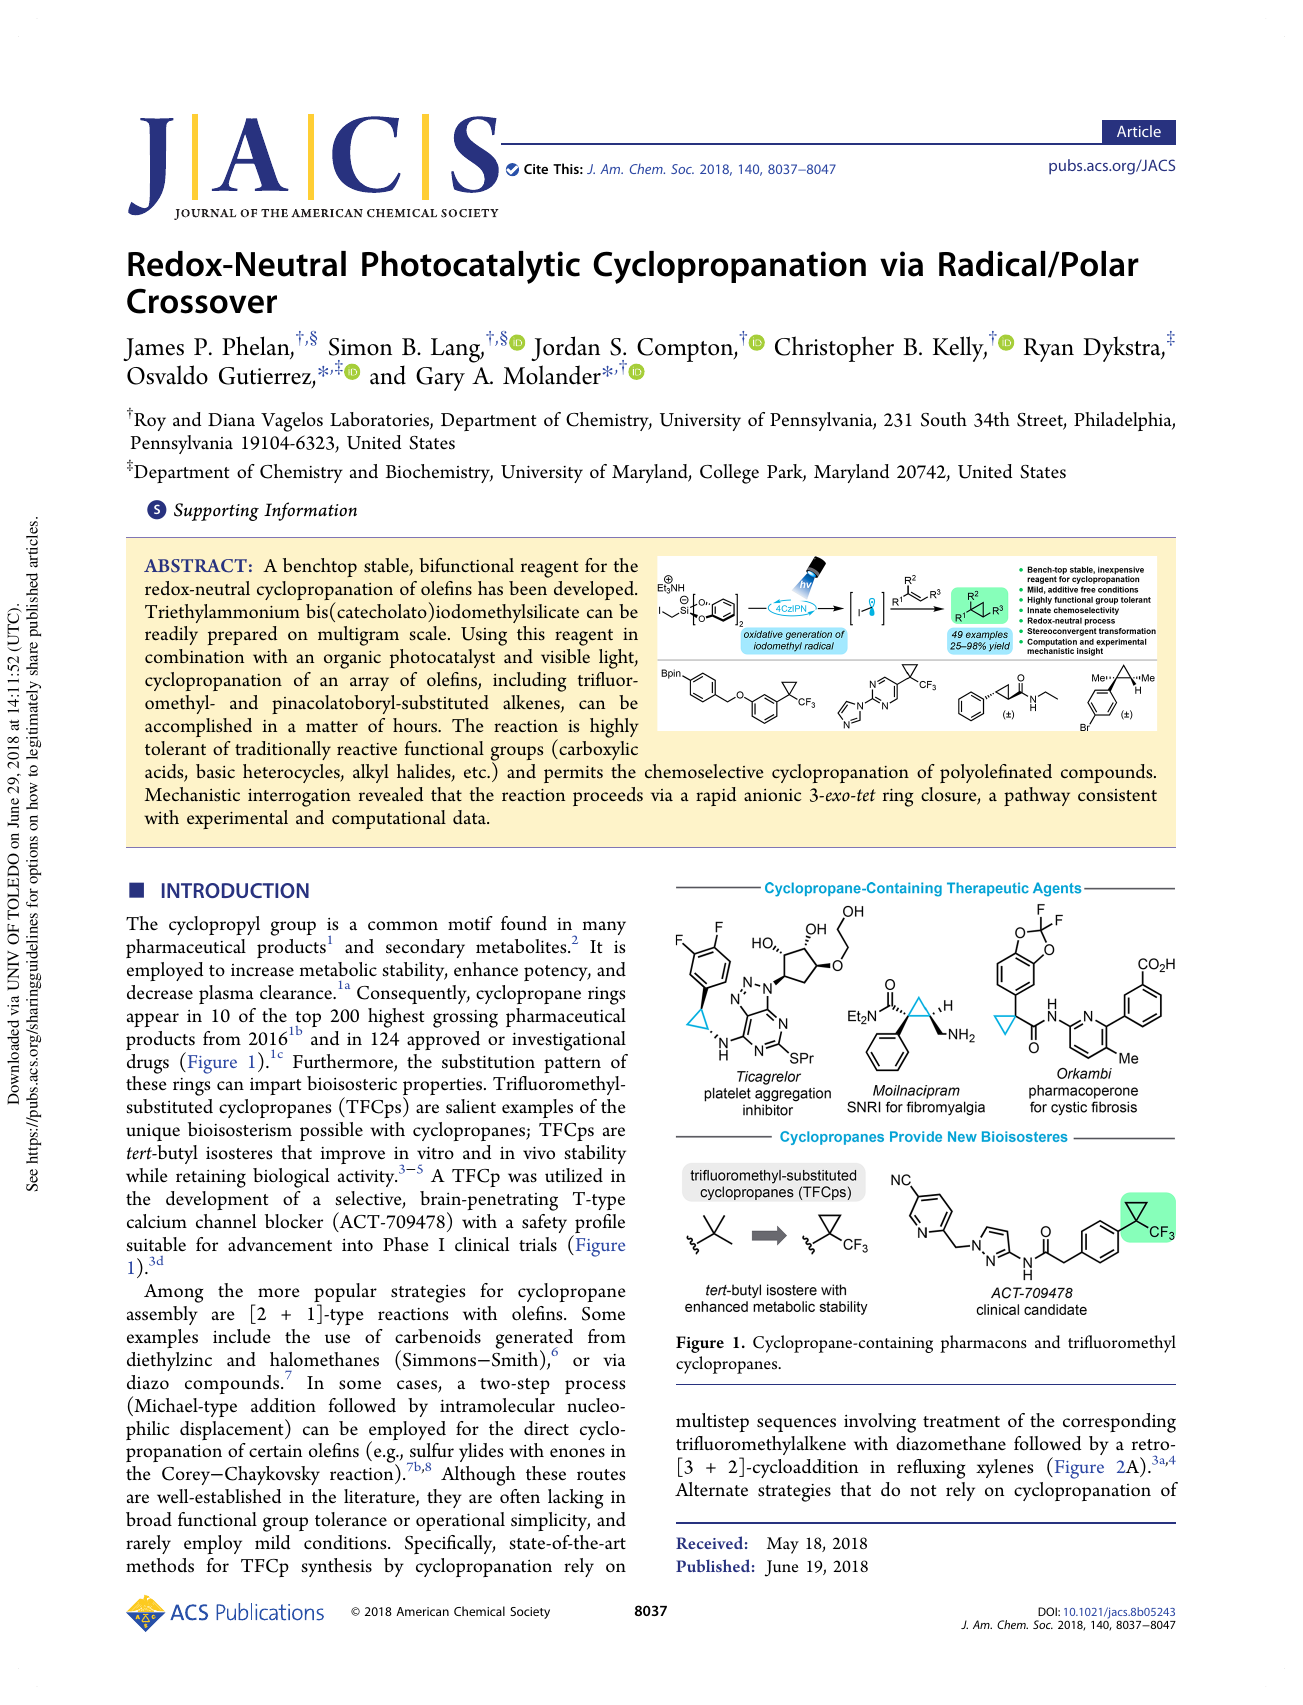 J|A|C|S
JOURNAL OF THE AMERICAN CHEMICAL SOCIETY
Article
Cite This: J. Am. Chem. Soc. 2018, 140, 8037−8047
pubs.acs.org/JACS
Redox-Neutral Photocatalytic Cyclopropanation via Radical/Polar
Crossover
James P. Phelan,†,§ Simon B. Lang,†,§ Jordan S. Compton,† Christopher B. Kelly,† Ryan Dykstra,‡
Osvaldo Gutierrez,*,‡ and Gary A. Molander*,†
†Roy and Diana Vagelos Laboratories, Department of Chemistry, University of Pennsylvania, 231 South 34th Street, Philadelphia,
Pennsylvania 19104-6323, United States
‡Department of Chemistry and Biochemistry, University of Maryland, College Park, Maryland 20742, United States
S Supporting Information
ABSTRACT: A benchtop stable, bifunctional reagent for the
redox-neutral cyclopropanation of olefins has been developed.
Triethylammonium bis(catecholato)iodomethylsilicate can be
readily prepared on multigram scale. Using this reagent in
combination with an organic photocatalyst and visible light,
cyclopropanation of an array of olefins, including trifluor-
omethyl- and pinacolatoboryl-substituted alkenes, can be
accomplished in a matter of hours. The reaction is highly
tolerant of traditionally reactive functional groups (carboxylic
acids, basic heterocycles, alkyl halides, etc.) and permits the chemoselective cyclopropanation of polyolefinated compounds.
Mechanistic interrogation revealed that the reaction proceeds via a rapid anionic 3-exo-tet ring closure, a pathway consistent
with experimental and computational data.
Et3NH
I
Si
O
O
2
hν
4CzIPN
oxidative generation of
iodomethyl radical
I
R2
R1
R3
R2
R1
R3
49 examples
25–98% yield
Bench-top stable, inexpensive
reagent for cyclopropanation
Mild, additive free conditions
Highly functional group tolerant
Innate chemoselectivity
Redox-neutral process
Stereoconvergent transformation
Computation and experimental
mechanistic insight
Bpin
O
CF3
N
N
N
N
CF3
O
N
H
(±)
Me
Me
H
Br
(±)
■ INTRODUCTION
The cyclopropyl group is a common motif found in many
pharmaceutical products1 and secondary metabolites.2 It is
employed to increase metabolic stability, enhance potency, and
decrease plasma clearance.1a Consequently, cyclopropane rings
appear in 10 of the top 200 highest grossing pharmaceutical
products from 20161b and in 124 approved or investigational
drugs (Figure 1).1c Furthermore, the substitution pattern of
these rings can impart bioisosteric properties. Trifluoromethyl-
substituted cyclopropanes (TFCps) are salient examples of the
unique bioisosterism possible with cyclopropanes; TFCps are
tert-butyl isosteres that improve in vitro and in vivo stability
while retaining biological activity.3−5 A TFCp was utilized in
the development of a selective, brain-penetrating T-type
calcium channel blocker (ACT-709478) with a safety profile
suitable for advancement into Phase I clinical trials (Figure
1).3d
Among the more popular strategies for cyclopropane
assembly are [2 + 1]-type reactions with olefins. Some
examples include the use of carbenoids generated from
diethylzinc and halomethanes (Simmons−Smith),6 or via
diazo compounds.7 In some cases, a two-step process
(Michael-type addition followed by intramolecular nucleo-
philic displacement) can be employed for the direct cyclo-
propanation of certain olefins (e.g., sulfur ylides with enones in
the Corey−Chaykovsky reaction).7b,8 Although these routes
are well-established in the literature, they are often lacking in
broad functional group tolerance or operational simplicity, and
rarely employ mild conditions. Specifically, state-of-the-art
methods for TFCp synthesis by cyclopropanation rely on
Cyclopropane-Containing Therapeutic Agents
F
F
HO
OH
OH
O
N
N
N
N
N
N
H
SPr
Ticagrelor
platelet aggregation
inhibitor
O
Et2N
H
NH2
Moilnacipram
SNRI for fibromyalgia
F
F
O
O
CO2H
H
N
N
O
Me
Orkambi
pharmacoperone
for cystic fibrosis
Cyclopropanes Provide New Bioisosteres
trifluoromethyl-substituted
cyclopropanes (TFCps)
CF3
tert-butyl isostere with
enhanced metabolic stability
NC
N
N
N
N
H
O
CF3
ACT-709478
clinical candidate
Figure 1. Cyclopropane-containing pharmacons and trifluoromethyl
cyclopropanes.
multistep sequences involving treatment of the corresponding
trifluoromethylalkene with diazomethane followed by a retro-
[3 + 2]-cycloaddition in refluxing xylenes (Figure 2A).3a,4
Alternate strategies that do not rely on cyclopropanation of
Received: May 18, 2018
Published: June 19, 2018
ACS Publications
© 2018 American Chemical Society
8037
DOI: 10.1021/jacs.8b05243
J. Am. Chem. Soc. 2018, 140, 8037−8047
Downloaded via UNIV OF TOLEDO on June 29, 2018 at 14:11:52 (UTC).
See https://pubs.acs.org/sharingguidelines for options on how to legitimately share published articles.